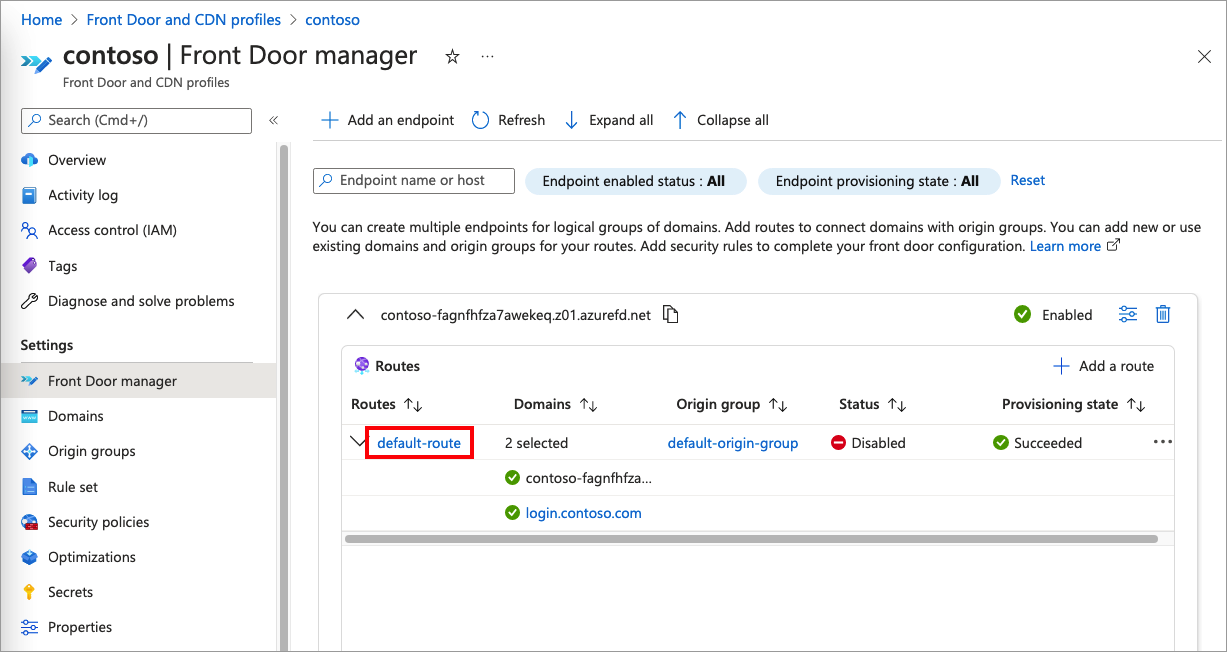 Home > Front Door and CDN profiles > contoso
contoso | Front Door manager
Front Door and CDN profiles
Search (Cmd+/)
Overview
Activity log
Access control (IAM)
Tags
Diagnose and solve problems
Settings
Front Door manager
Domains
Origin groups
Rule set
Security policies
Optimizations
Secrets
Properties
Add an endpoint Refresh Expand all Collapse all
Endpoint name or host Endpoint enabled status : All Endpoint provisioning state : All Reset
You can create multiple endpoints for logical groups of domains. Add routes to connect domains with origin groups. You can add new or use
existing domains and origin groups for your routes. Add security rules to complete your front door configuration. Learn more
contoso-fagnfhfza7awekeq.z01.azurefd.net Enabled
Routes Add a route
Routes Domains Origin group Status Provisioning state
default-route 2 selected default-origin-group Disabled Succeeded
contoso-fagnfhfza...
login.contoso.com